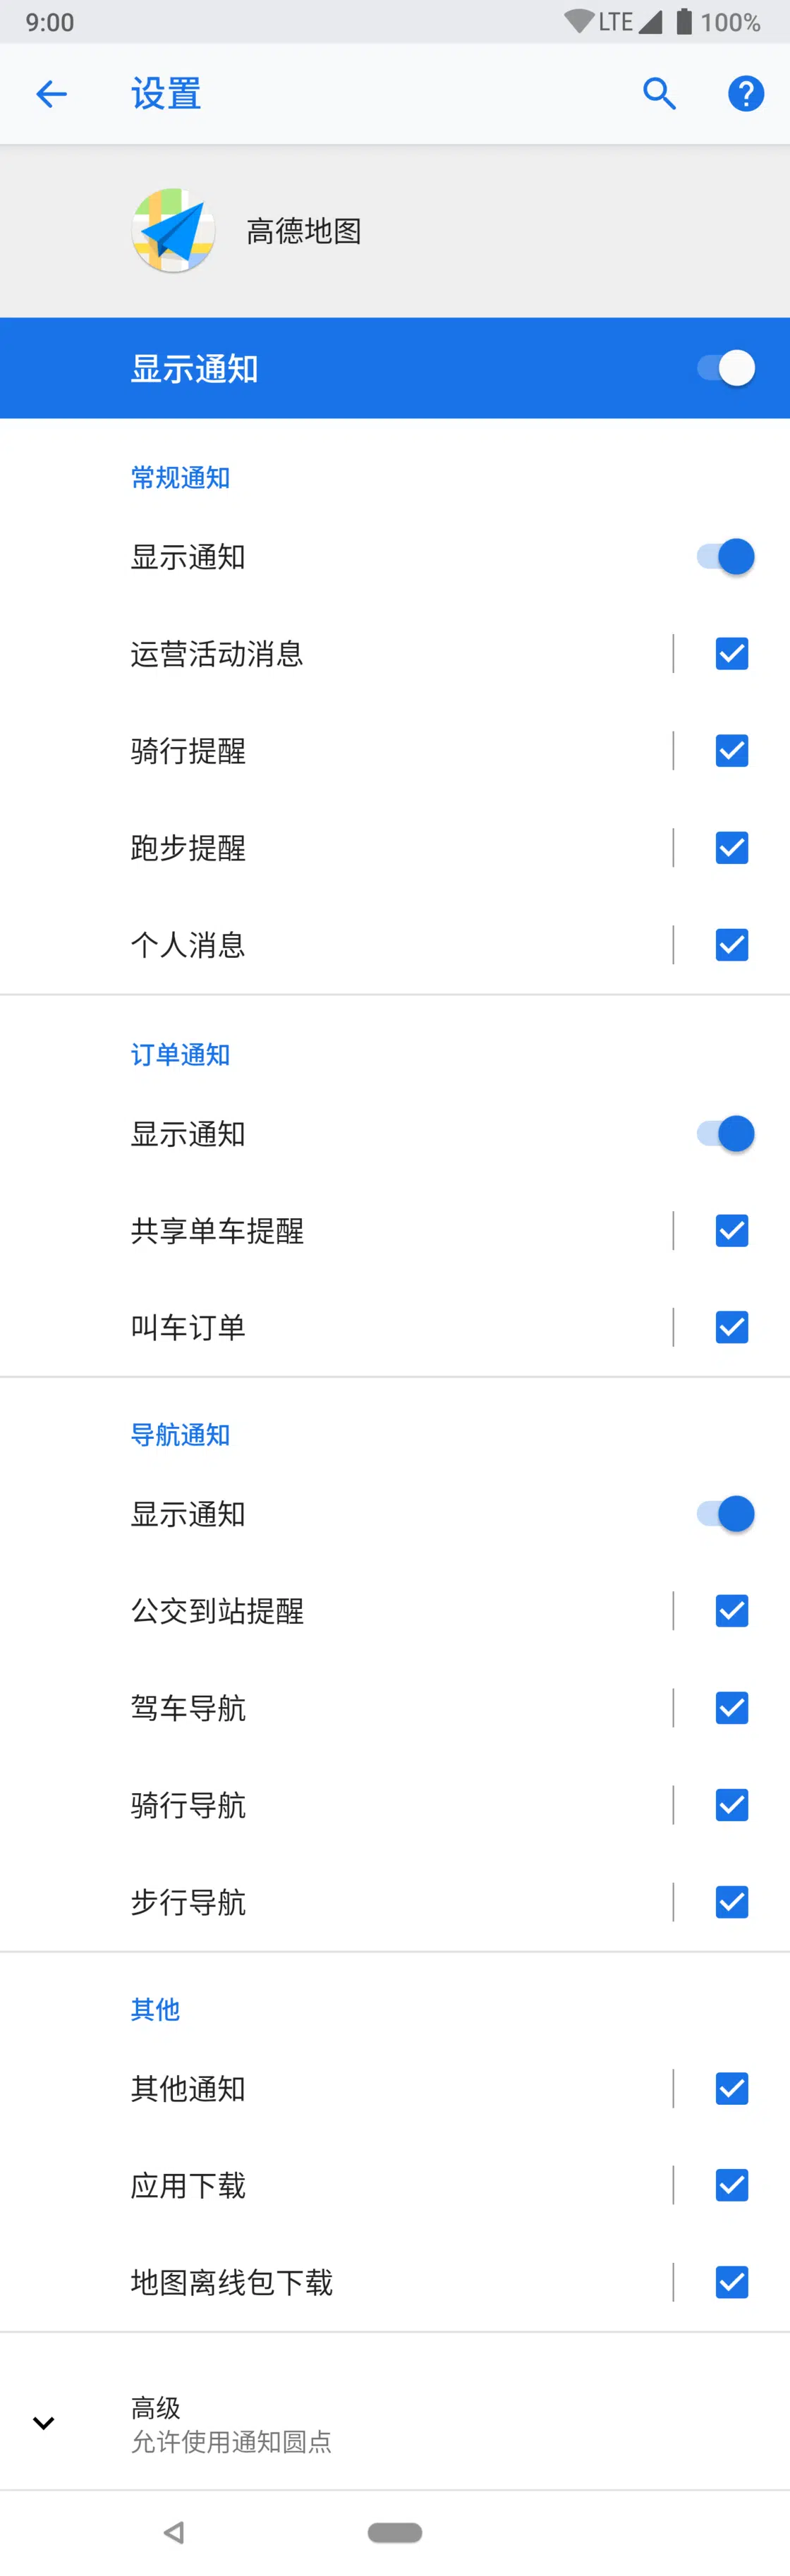 9:00 LTE 100%
设置
高德地图
显示通知
常规通知
显示通知
运营活动消息
骑行提醒
跑步提醒
个人消息
订单通知
显示通知
共享单车提醒
叫车订单
导航通知
显示通知
公交到站提醒
驾车导航
骑行导航
步行导航
其他
其他通知
应用下载
地图离线包下载
高级
允许使用通知圆点